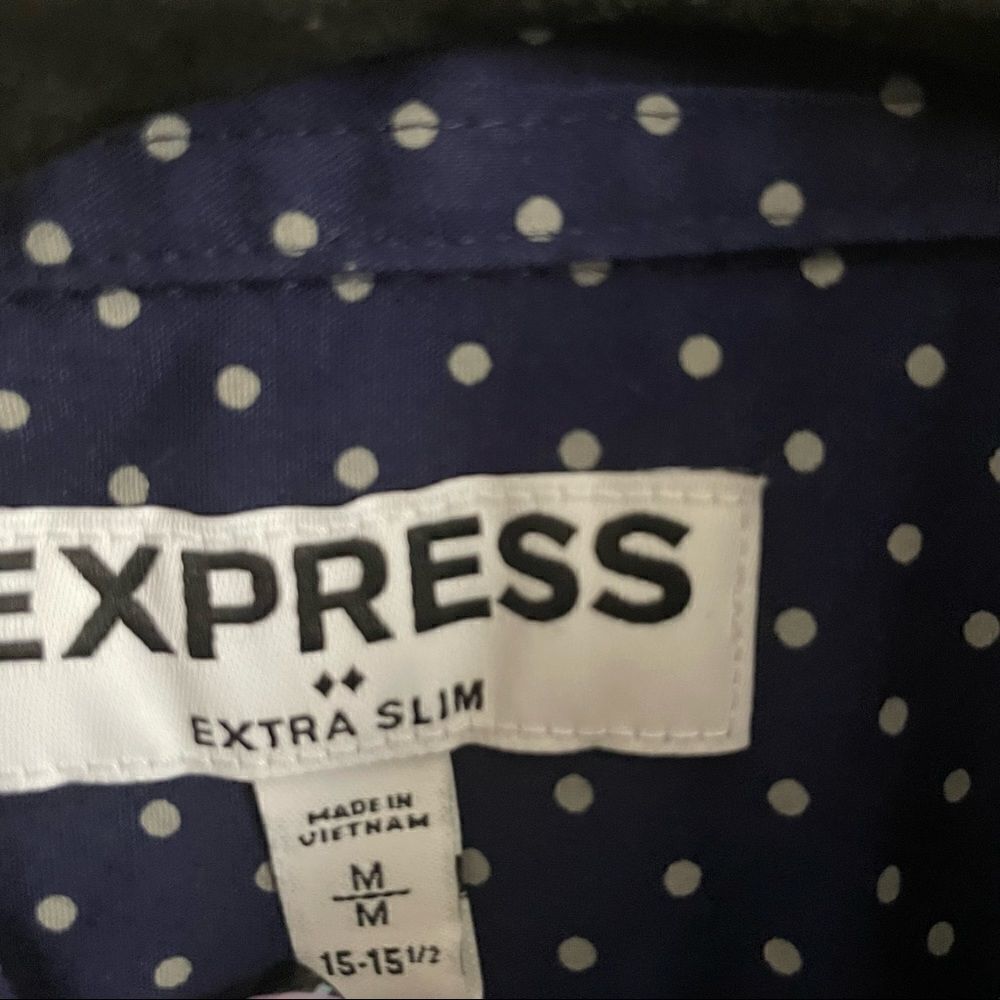 EXPRESS
EXTRA SLIM
MADE IN
VIETNAM
M
M
15-15 1/2